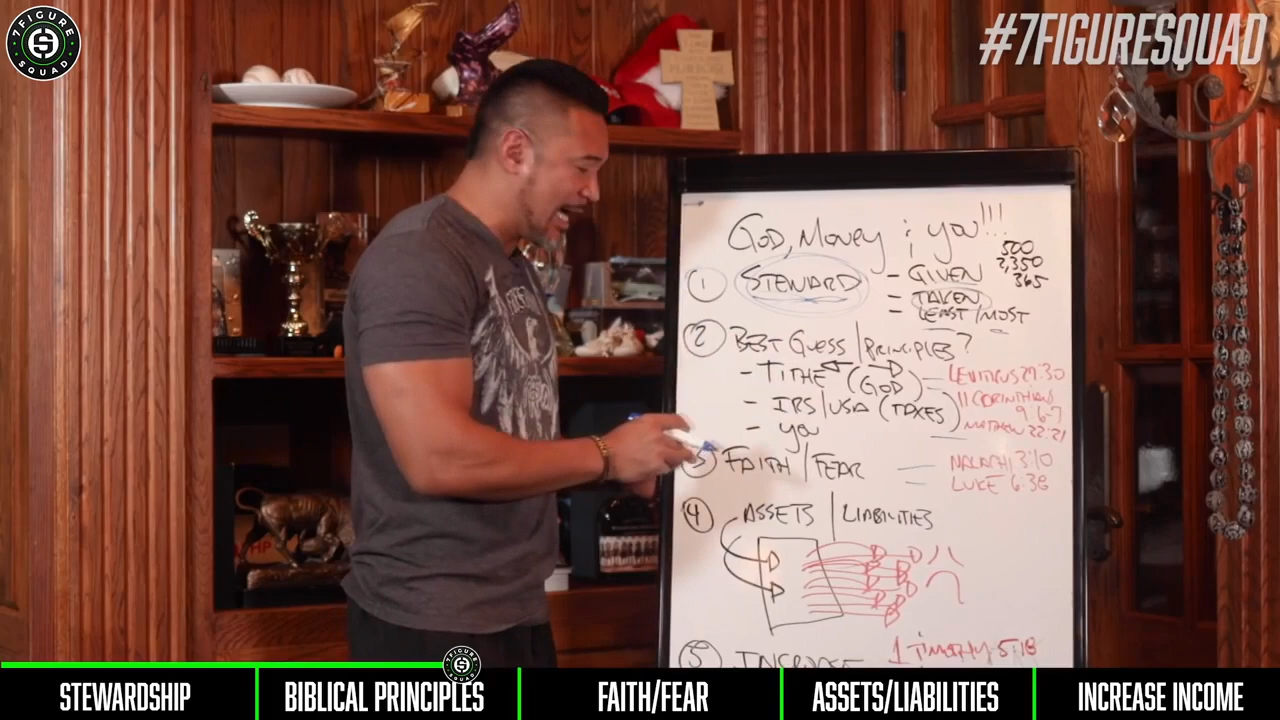 7FIGURE
SQUAD
#7FIGURESQUAD
GOD, MONEY ; YOU!!!
500
2,350
365
1 STEWARD - GIVEN
- TAKEN
- LEAST/MOST
2 BEST GUESS/PRINCIPLES?
- TITHE (GOD) - LEVITICUS 27:30
- IRS/USA (TAXES)
II CORINTHIANS
9:6-7
- YOU
MATHEW 22:21
3 FAITH/FEAR
MALACHI 3:10
LUKE 6:38
4 ASSETS | LIABILITIES
5
1 TIMOTHY 5:18
STEWARDSHIP
BIBLICAL PRINCIPLES
FAITH/FEAR
ASSETS/LIABILITIES
INCREASE INCOME